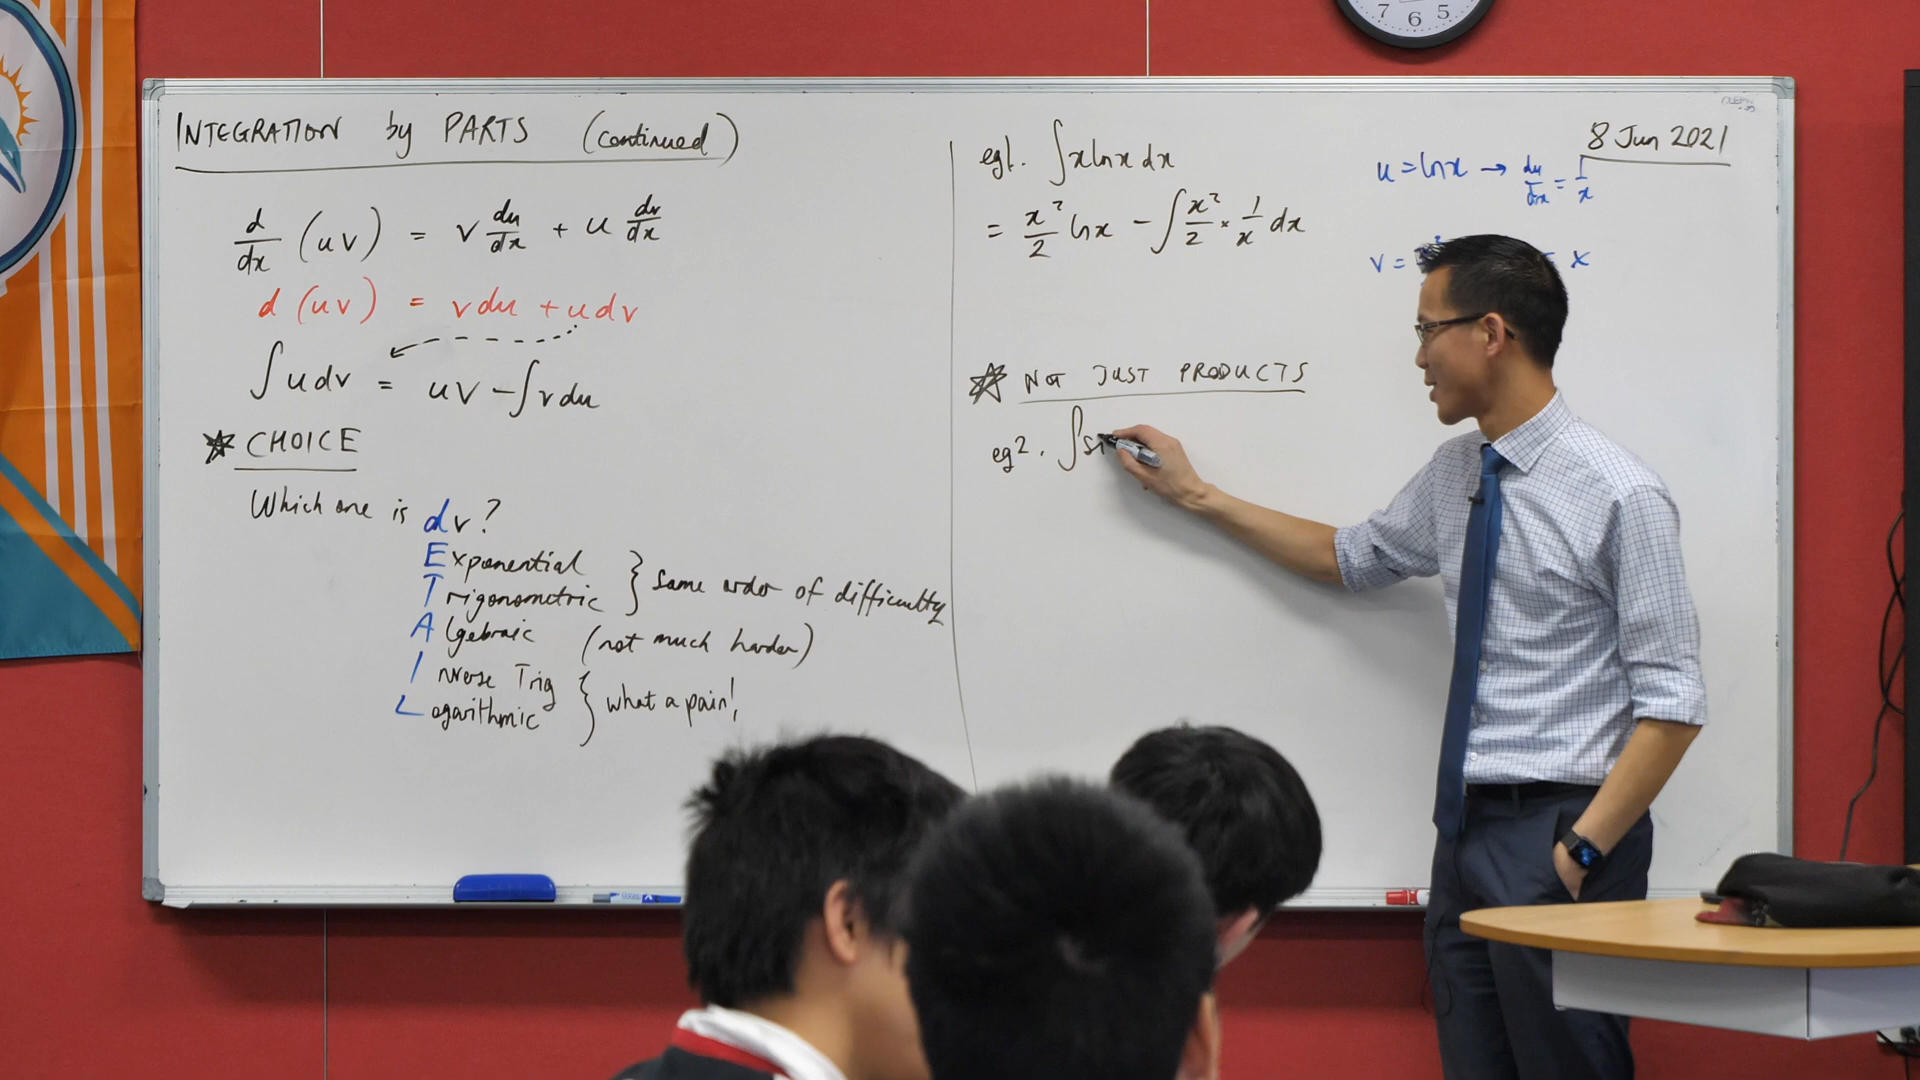 INTEGRATION by PARTS (continued)
d/dx (uv) = v du/dx + u dv/dx
d (uv) = v du + u dv
∫ u dv = uv - ∫ v du
CHOICE
Which one is dv?
Exponential } same order of difficulty
Trigonometric
Algebraic (not much harder)
Inverse Trig } what a pain!
Logarithmic
8 Jun 2021
eg1. ∫ x ln x dx
= x²/2 ln x - ∫ x²/2 × 1/x dx
u = ln x → du/dx = 1/x
v = x
NOT JUST PRODUCTS
eg2. ∫ si
7 6 5